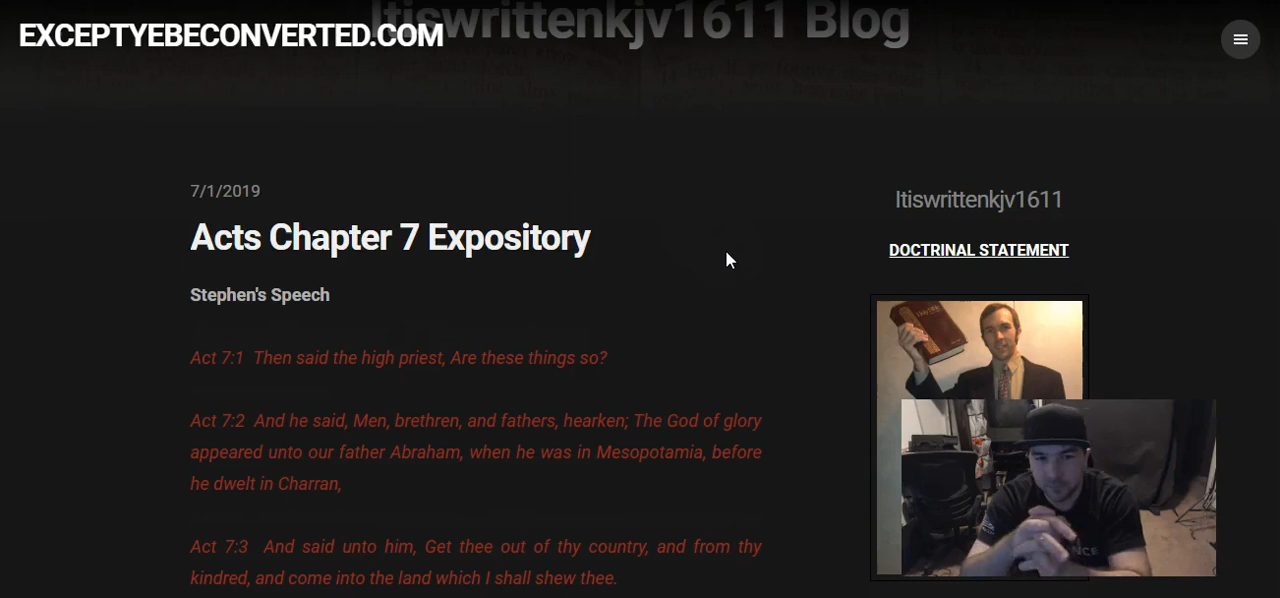 Itiswrittenkjv1611 Blog
EXCEPTYEBECONVERTED.COM
7/1/2019
Acts Chapter 7 Expository
Stephen's Speech
Act 7:1 Then said the high priest, Are these things so?
Act 7:2 And he said, Men, brethren, and fathers, hearken; The God of glory
appeared unto our father Abraham, when he was in Mesopotamia, before
he dwelt in Charran,
Act 7:3 And said unto him, Get thee out of thy country, and from thy
kindred, and come into the land which I shall shew thee.
Itiswrittenkjv1611
DOCTRINAL STATEMENT